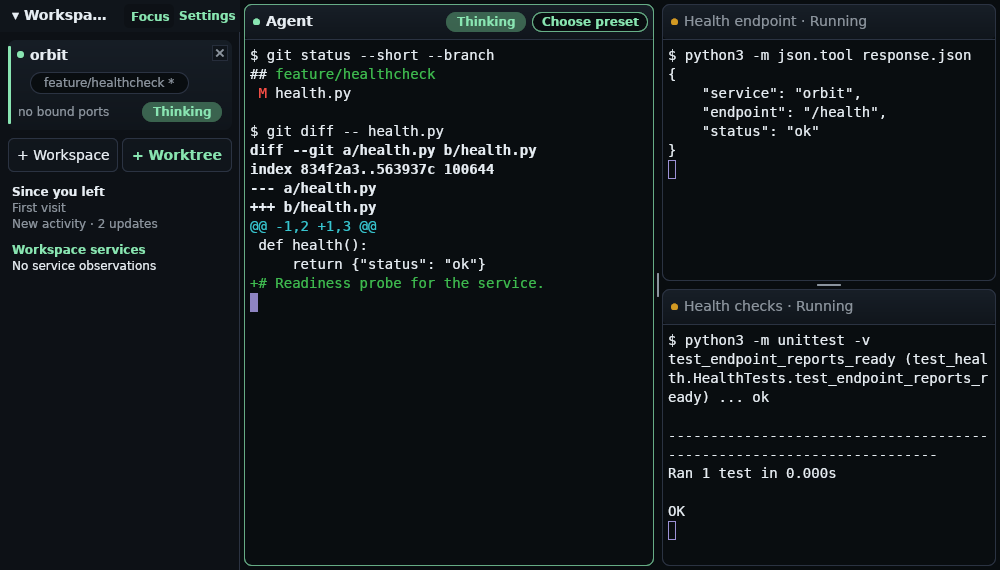 ▾ Workspa... Focus Settings
orbit ×
feature/healthcheck *
no bound ports Thinking
+ Workspace + Worktree
Since you left
First visit
New activity · 2 updates
Workspace services
No service observations
Agent Thinking Choose preset
$ git status --short --branch
## feature/healthcheck
 M health.py
$ git diff -- health.py
diff --git a/health.py b/health.py
index 834f2a3..563937c 100644
--- a/health.py
+++ b/health.py
@@ -1,2 +1,3 @@
 def health():
     return {"status": "ok"}
+# Readiness probe for the service.
Health endpoint · Running
$ python3 -m json.tool response.json
{
    "service": "orbit",
    "endpoint": "/health",
    "status": "ok"
}
Health checks · Running
$ python3 -m unittest -v
test_endpoint_reports_ready (test_heal
th.HealthTests.test_endpoint_reports_r
eady) ... ok
--------------------------------------
--------------------------------
Ran 1 test in 0.000s
OK